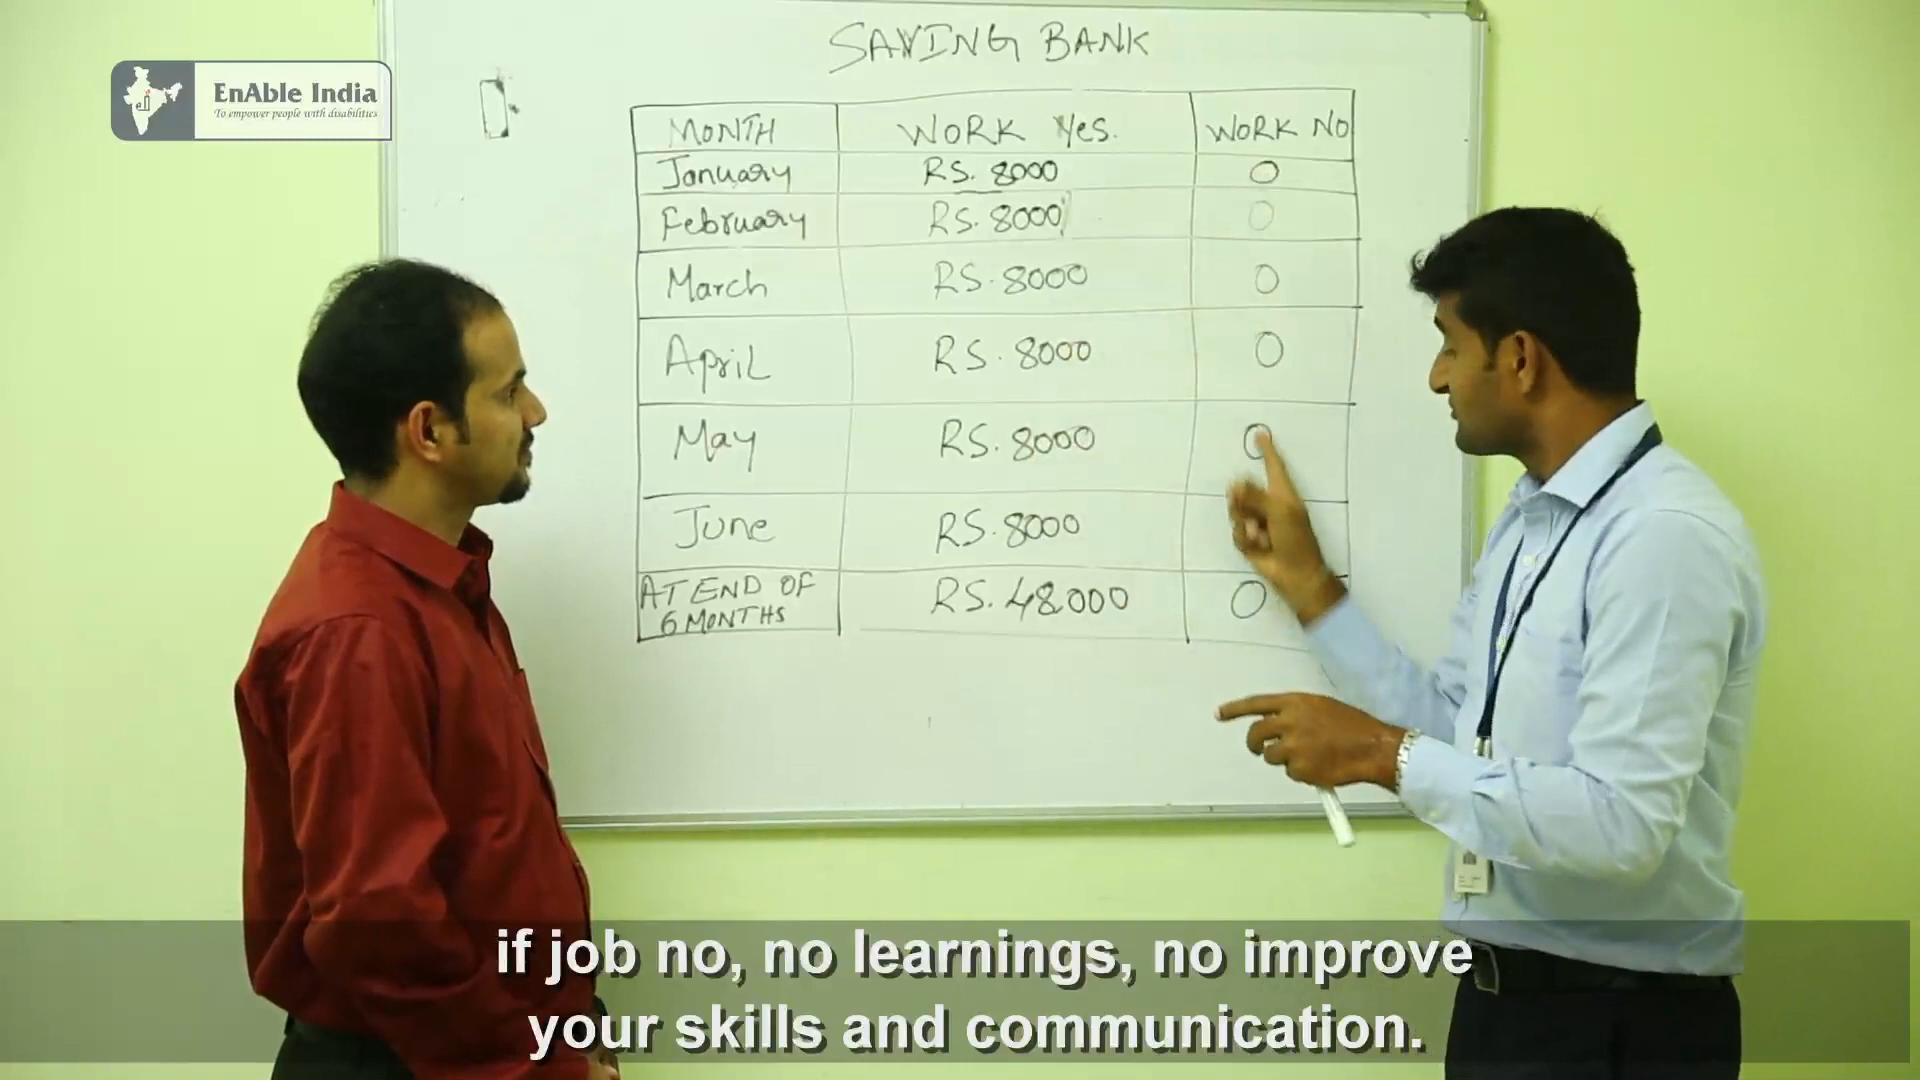 SAVING BANK
EnAble India
To empower people with disabilities
MONTH WORK Yes. WORK NO
January RS. 8000 0
February RS. 8000 0
March RS. 8000 0
April RS. 8000 0
May RS. 8000 0
June RS. 8000
AT END OF 6 MONTHS RS. 48.000 0
if job no, no learnings, no improve
your skills and communication.